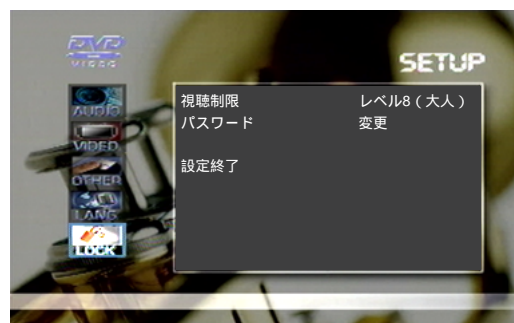 DVD
VIDEO
SETUP
AUDIO
VIDEO
OTHER
LANG
LOCK
視聴制限 レベル8(大人)
パスワード 変更
設定終了